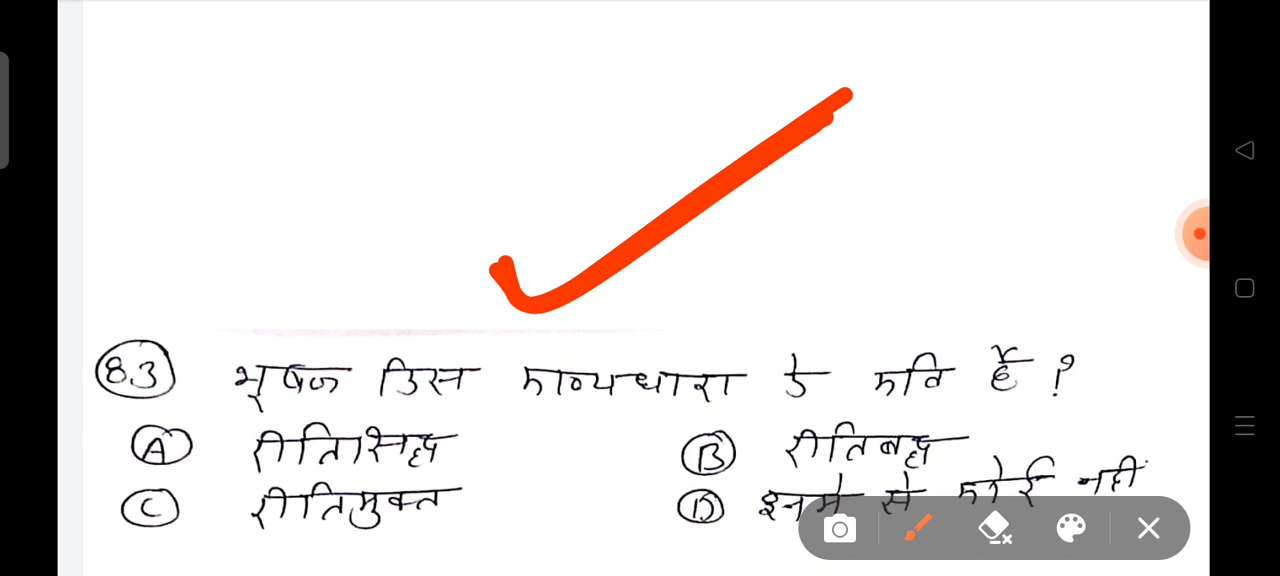 83 भूषण किस काव्यधारा के कवि हैं ?
A रीतिसिद्ध B रीतिबद्ध
C रीतिमुक्त D इनमे से कोई नहीं